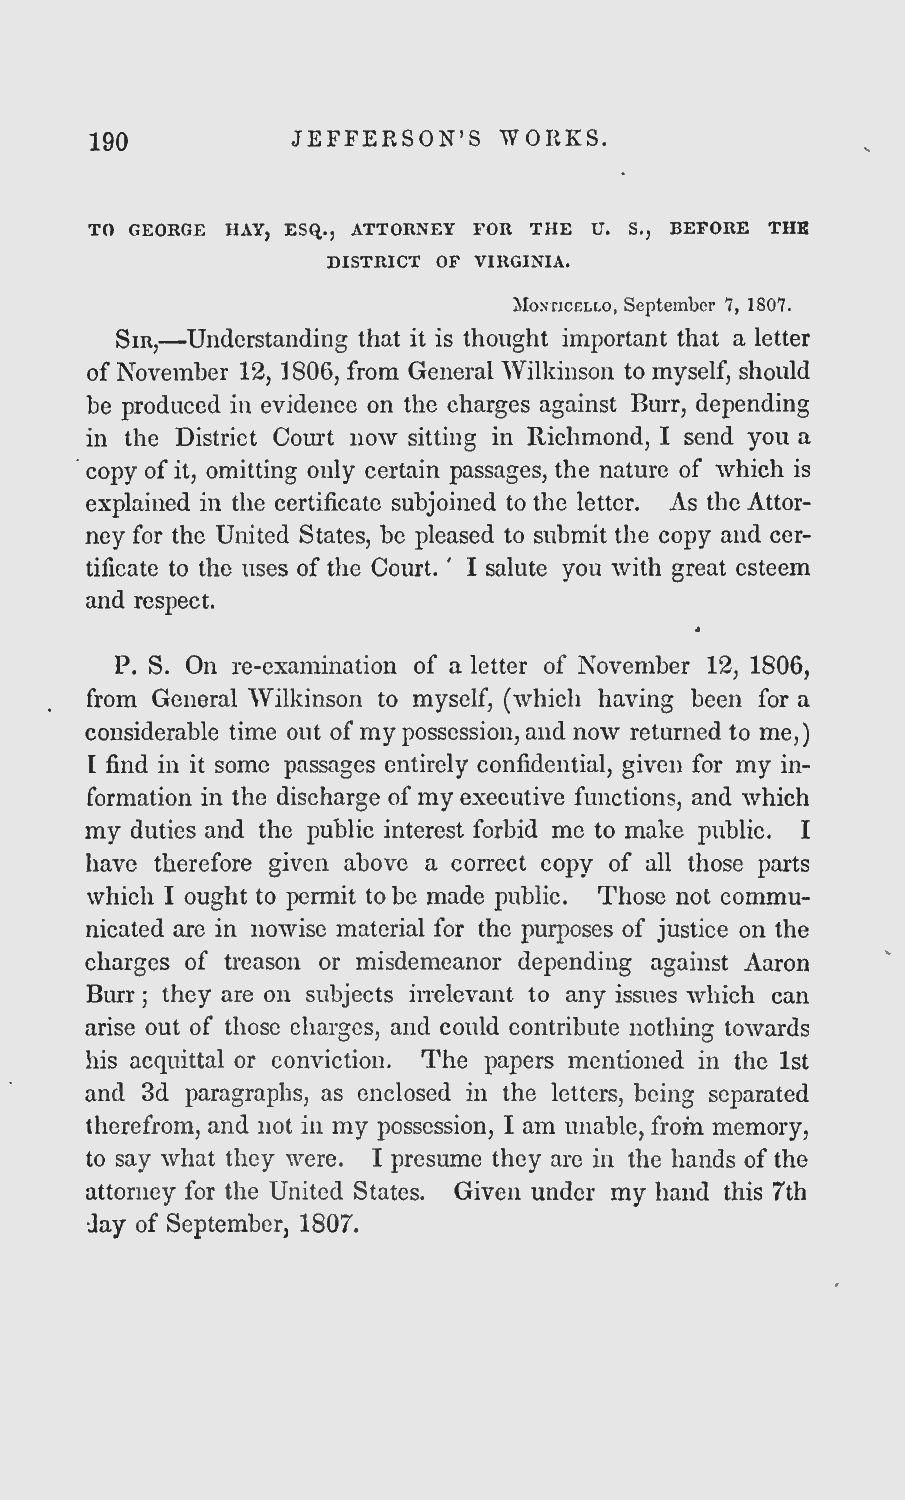 190 JEFFERSON'S WORKS.
TO GEORGE HAY, ESQ., ATTORNEY FOR THE U. S., BEFORE THE
DISTRICT OF VIRGINIA.
MONTICELLO, September 7, 1807.
SIR,—Understanding that it is thought important that a letter
of November 12, 1806, from General Wilkinson to myself, should
be produced in evidence on the charges against Burr, depending
in the District Court now sitting in Richmond, I send you a
copy of it, omitting only certain passages, the nature of which is
explained in the certificate subjoined to the letter. As the Attor-
ney for the United States, be pleased to submit the copy and cer-
tificate to the uses of the Court. I salute you with great esteem
and respect.
P. S. On re-examination of a letter of November 12, 1806,
from General Wilkinson to myself, (which having been for a
considerable time out of my possession, and now returned to me,)
I find in it some passages entirely confidential, given for my in-
formation in the discharge of my executive functions, and which
my duties and the public interest forbid me to make public. I
have therefore given above a correct copy of all those parts
which I ought to permit to be made public. Those not commu-
nicated are in nowise material for the purposes of justice on the
charges of treason or misdemeanor depending against Aaron
Burr; they are on subjects irrelevant to any issues which can
arise out of those charges, and could contribute nothing towards
his acquittal or conviction. The papers mentioned in the 1st
and 3d paragraphs, as enclosed in the letters, being separated
therefrom, and not in my possession, I am unable, from memory,
to say what they were. I presume they are in the hands of the
attorney for the United States. Given under my hand this 7th
day of September, 1807.